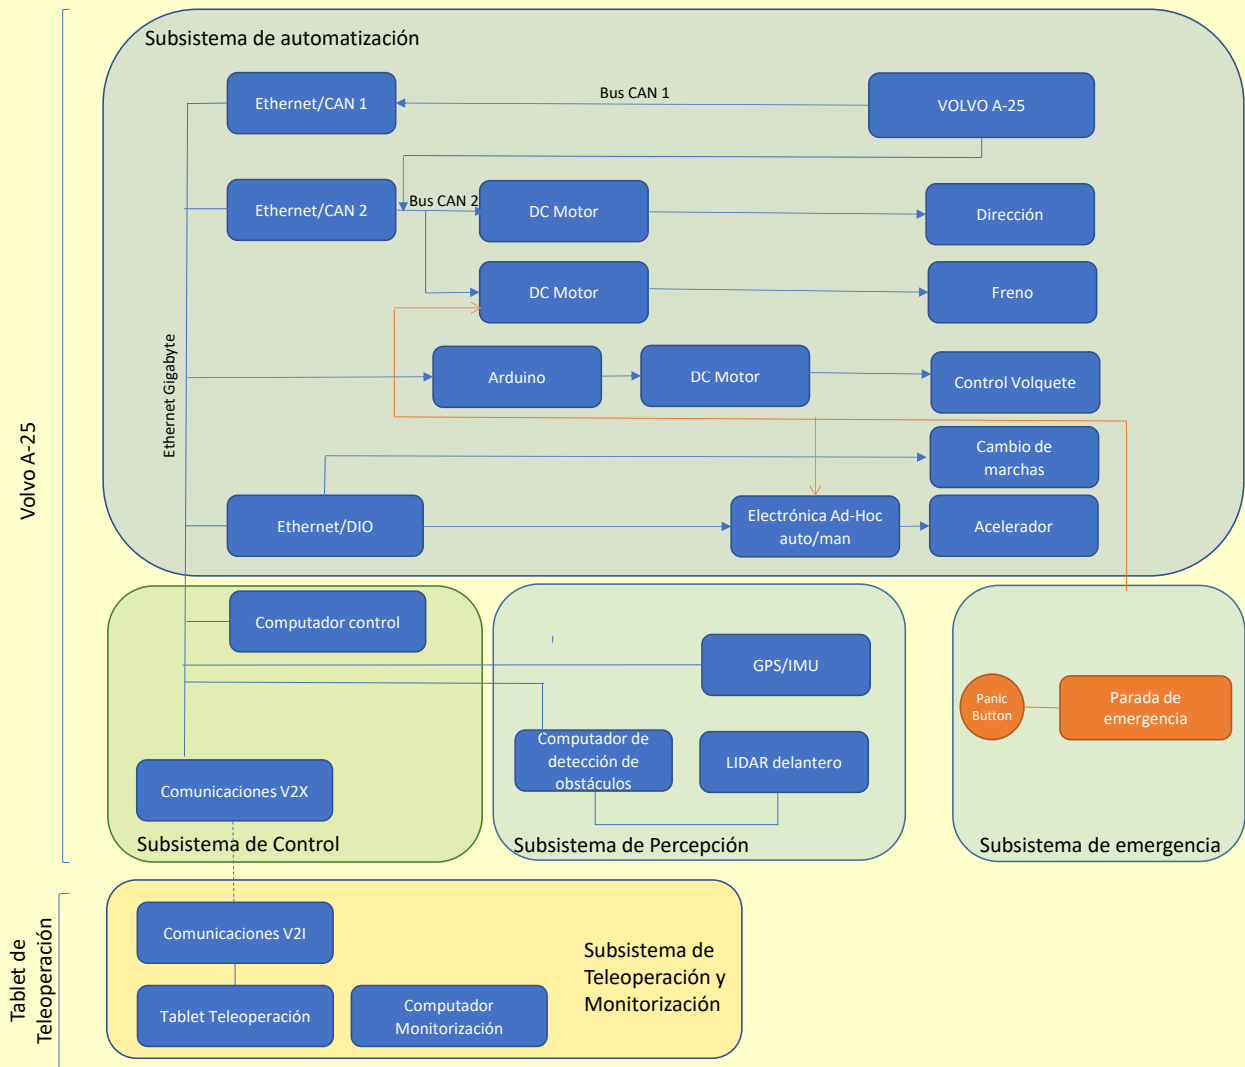 Subsistema de automatización
Ethernet/CAN 1
Bus CAN 1
VOLVO A-25
Ethernet/CAN 2
Bus CAN 2
DC Motor
Dirección
DC Motor
Freno
Ethernet Gigabyte
Arduino
DC Motor
Control Volquete
Cambio de
marchas
Ethernet/DIO
Electrónica Ad-Hoc
auto/man
Acelerador
Volvo A-25
Computador control
GPS/IMU
Panic
Button
Parada de
emergencia
Computador de
detección de
obstáculos
LIDAR delantero
Comunicaciones V2X
Subsistema de Control
Subsistema de Percepción
Subsistema de emergencia
Tablet de
Teleoperación
Comunicaciones V2I
Subsistema de
Teleoperación y
Monitorización
Tablet Teleoperación
Computador
Monitorización